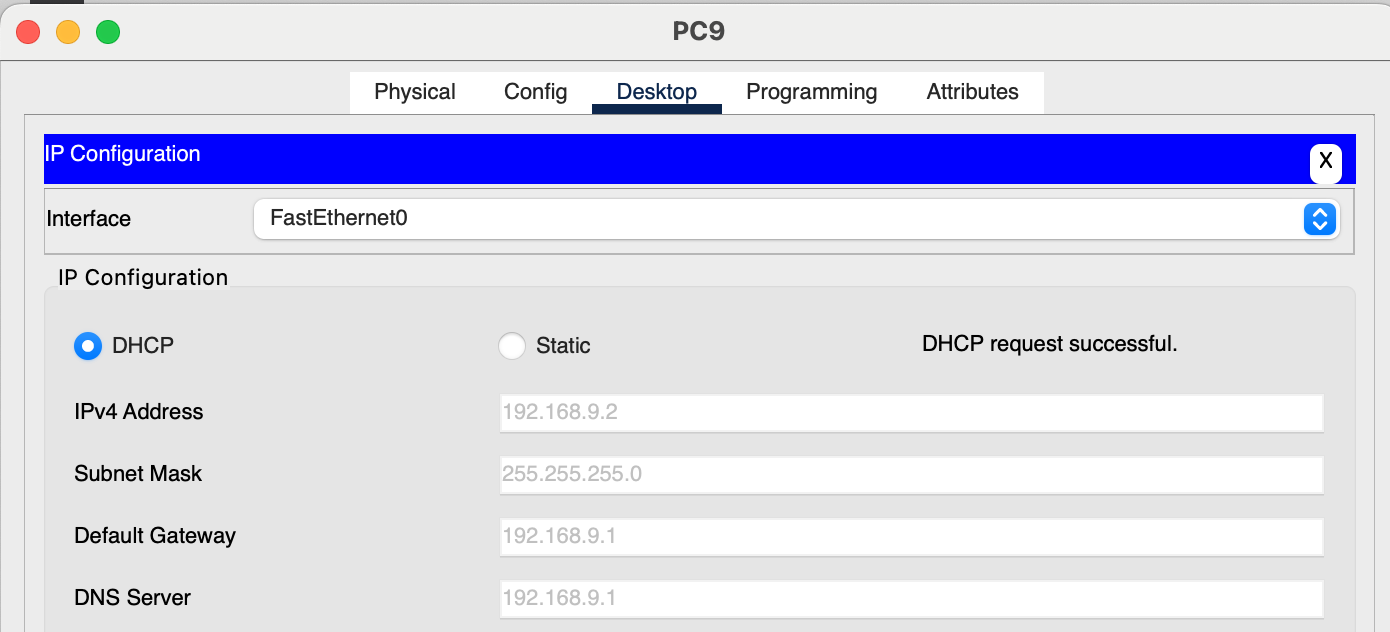 PC9
Physical Config Desktop Programming Attributes
IP Configuration X
Interface FastEthernet0
IP Configuration
DHCP Static DHCP request successful.
IPv4 Address 192.168.9.2
Subnet Mask 255.255.255.0
Default Gateway 192.168.9.1
DNS Server 192.168.9.1